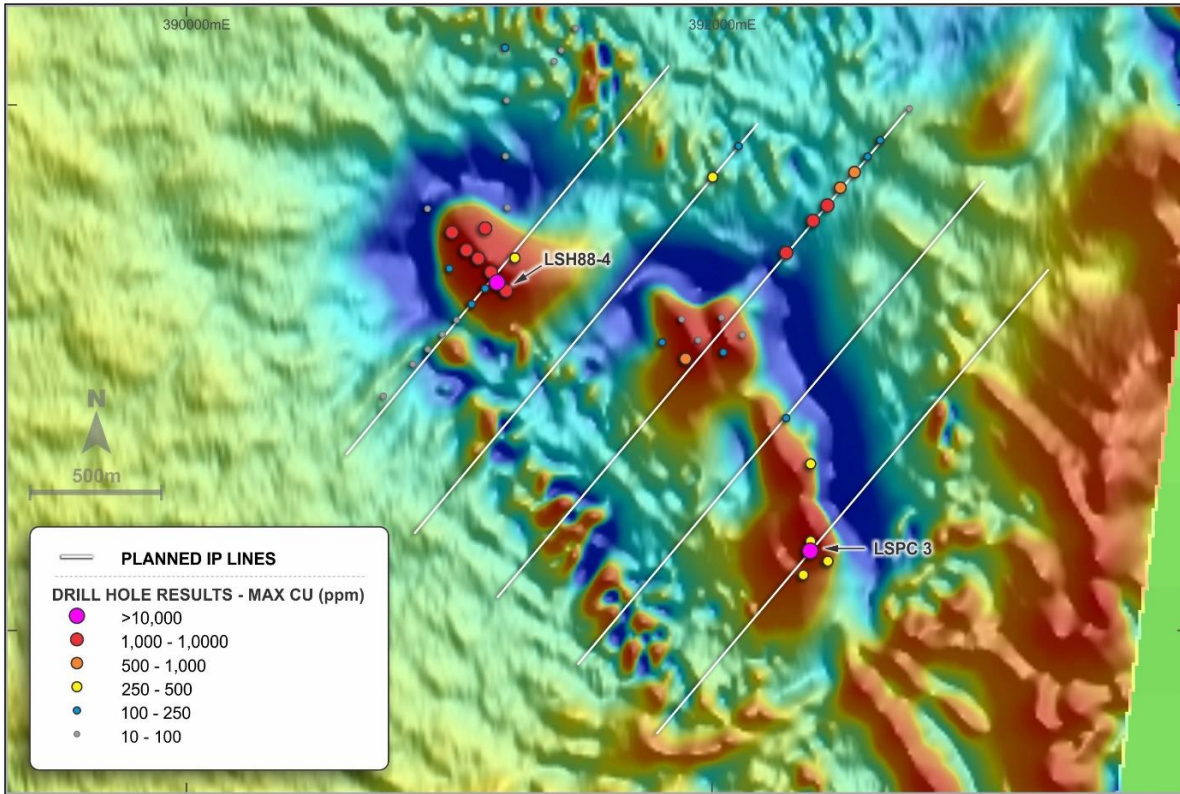 390000mE
392000mE
LSH88-4
N
500m
LSPC 3
PLANNED IP LINES
DRILL HOLE RESULTS - MAX CU (ppm)
>10,000
1,000 - 1,0000
500 - 1,000
250 - 500
100 - 250
10 - 100